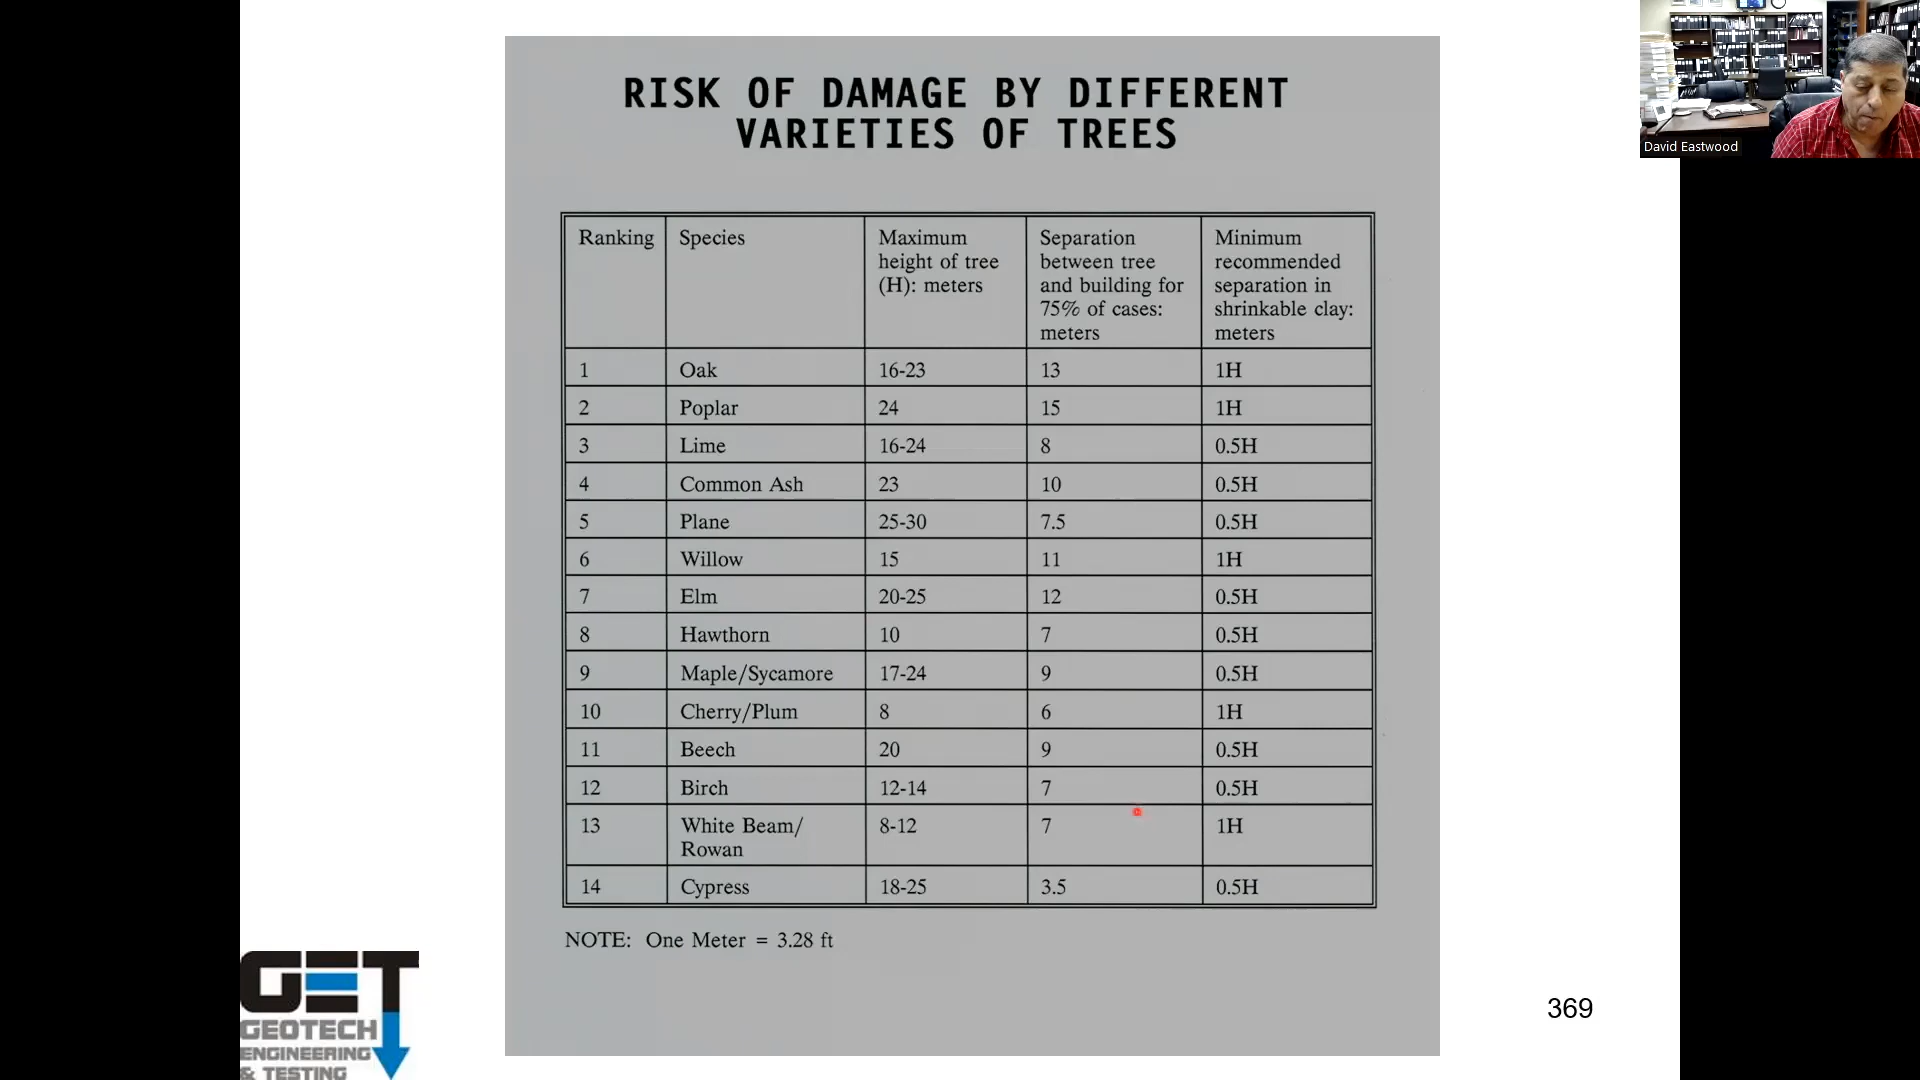 David Eastwood
RISK OF DAMAGE BY DIFFERENT
VARIETIES OF TREES
Ranking Species Maximum height of tree (H): meters Separation between tree and building for 75% of cases: meters Minimum recommended separation in shrinkable clay: meters
1 Oak 16-23 13 1H
2 Poplar 24 15 1H
3 Lime 16-24 8 0.5H
4 Common Ash 23 10 0.5H
5 Plane 25-30 7.5 0.5H
6 Willow 15 11 1H
7 Elm 20-25 12 0.5H
8 Hawthorn 10 7 0.5H
9 Maple/Sycamore 17-24 9 0.5H
10 Cherry/Plum 8 6 1H
11 Beech 20 9 0.5H
12 Birch 12-14 7 0.5H
13 White Beam/ Rowan 8-12 7 1H
14 Cypress 18-25 3.5 0.5H
NOTE: One Meter = 3.28 ft
GET
GEOTECH
ENGINEERING
& TESTING
369